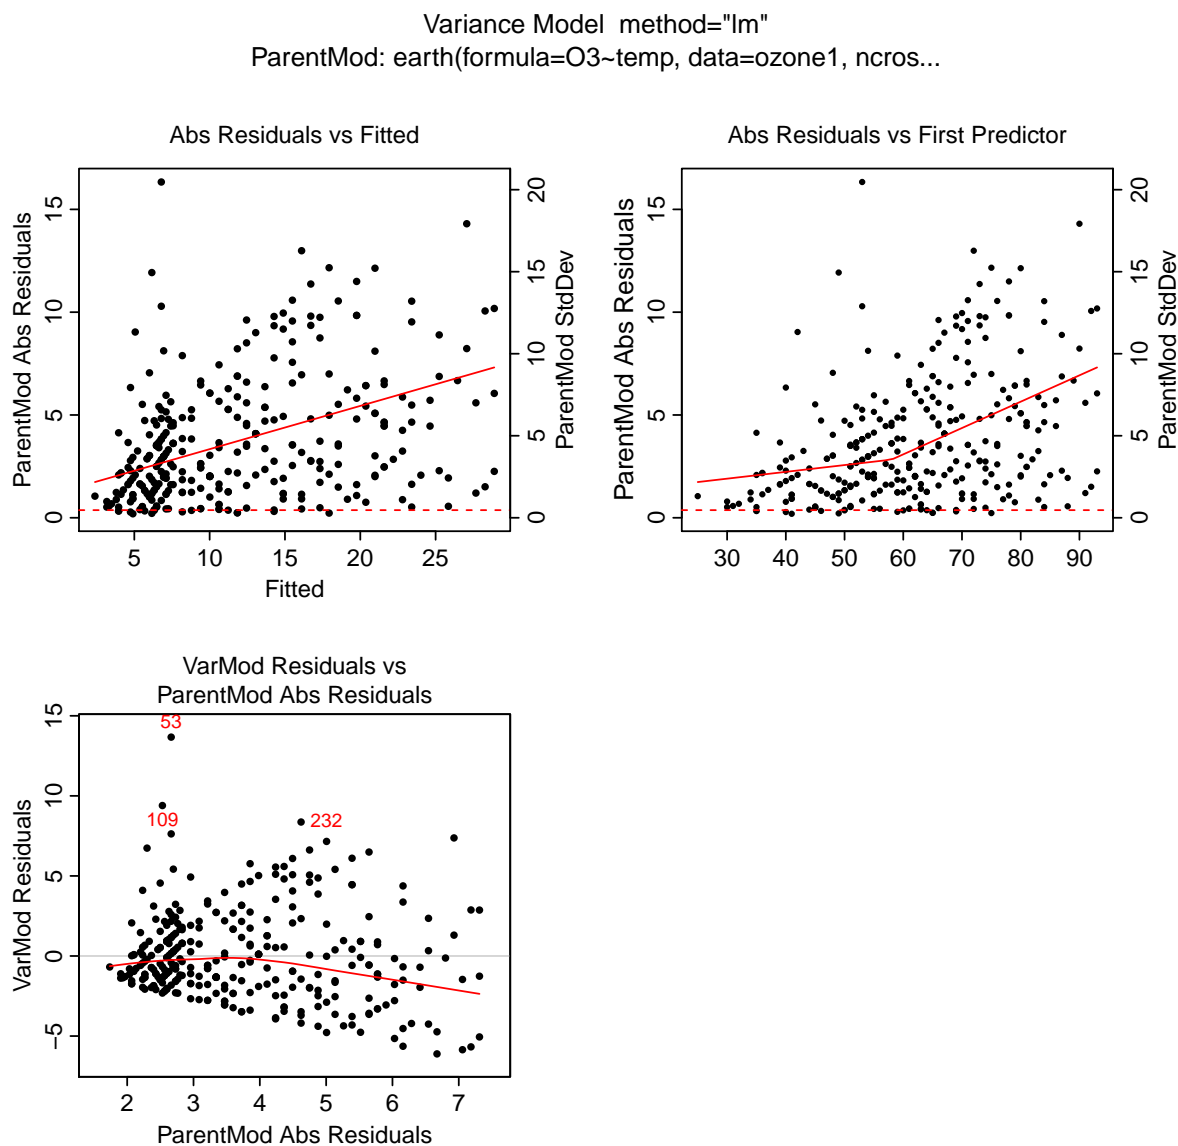 Variance Model  method="lm"
ParentMod: earth(formula=O3~temp, data=ozone1, ncros...
Abs Residuals vs Fitted
ParentMod Abs Residuals
0 5 10 15
5 10 15 20 25
Fitted
0 5 10 15 20
ParentMod StdDev
Abs Residuals vs First Predictor
ParentMod Abs Residuals
0 5 10 15
30 40 50 60 70 80 90
0 5 10 15 20
ParentMod StdDev
VarMod Residuals vs
ParentMod Abs Residuals
VarMod Residuals
−5 0 5 10 15
53
109
232
2 3 4 5 6 7
ParentMod Abs Residuals